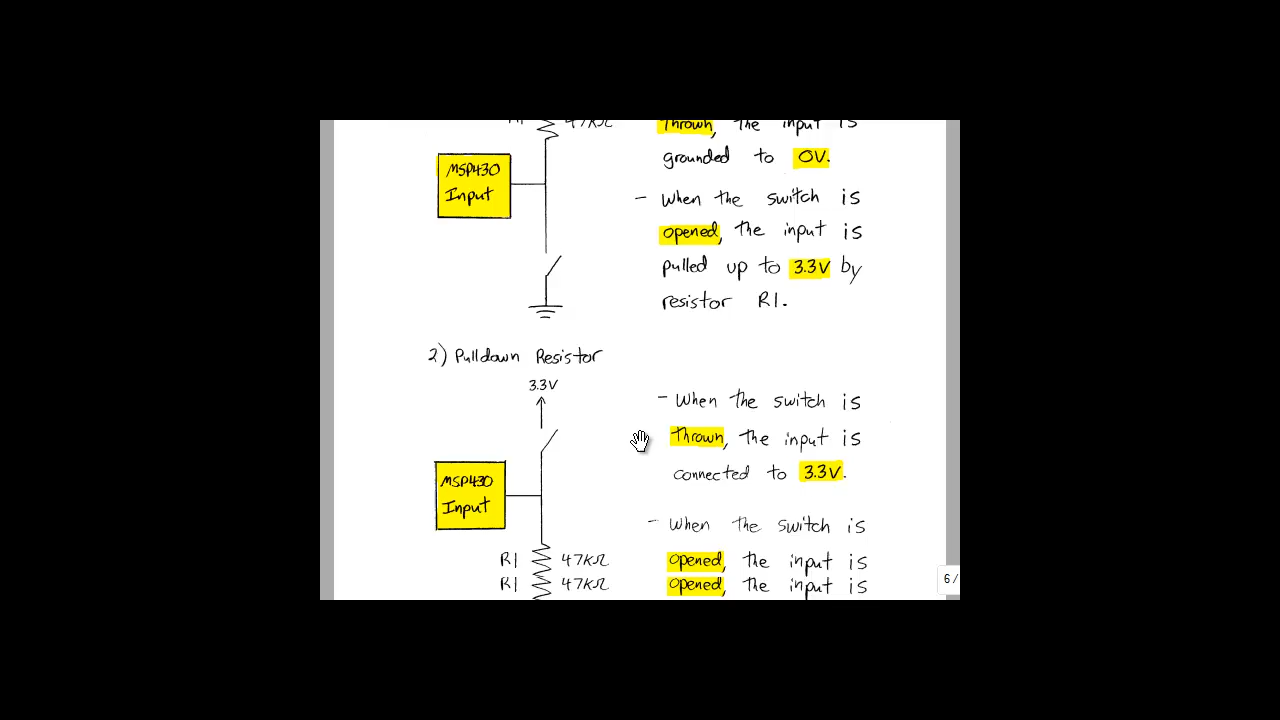 47kΩ
thrown, the input is
grounded to 0V.
MSP430
Input
- When the switch is
opened, the input is
pulled up to 3.3V by
resistor R1.
2) Pulldown Resistor
3.3V
- When the switch is
thrown, the input is
connected to 3.3V.
MSP430
Input
- When the switch is
opened, the input is
R1 47kΩ
opened, the input is
R1 47kΩ
6/